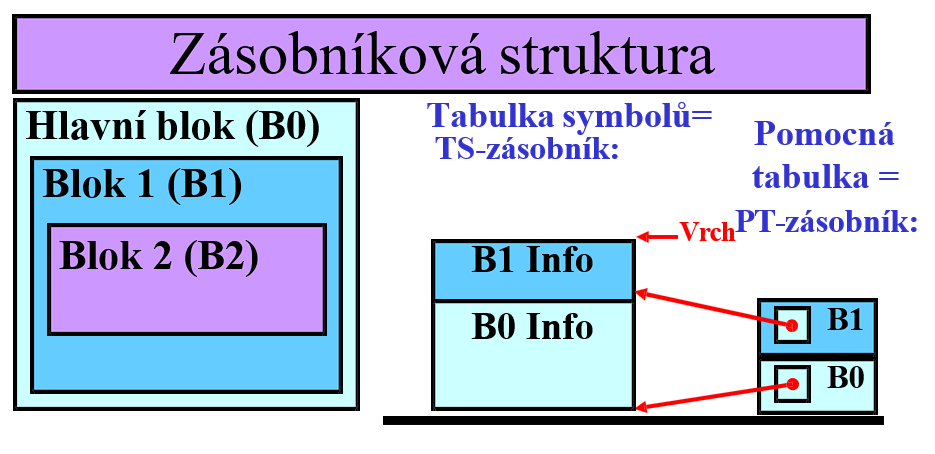 Zásobníková struktura
Hlavní blok (B0)
Blok 1 (B1)
Blok 2 (B2)
Tabulka symbolů=
TS-zásobník:
Pomocná
tabulka =
PT-zásobník:
Vrch
B1 Info
B0 Info
B1
B0